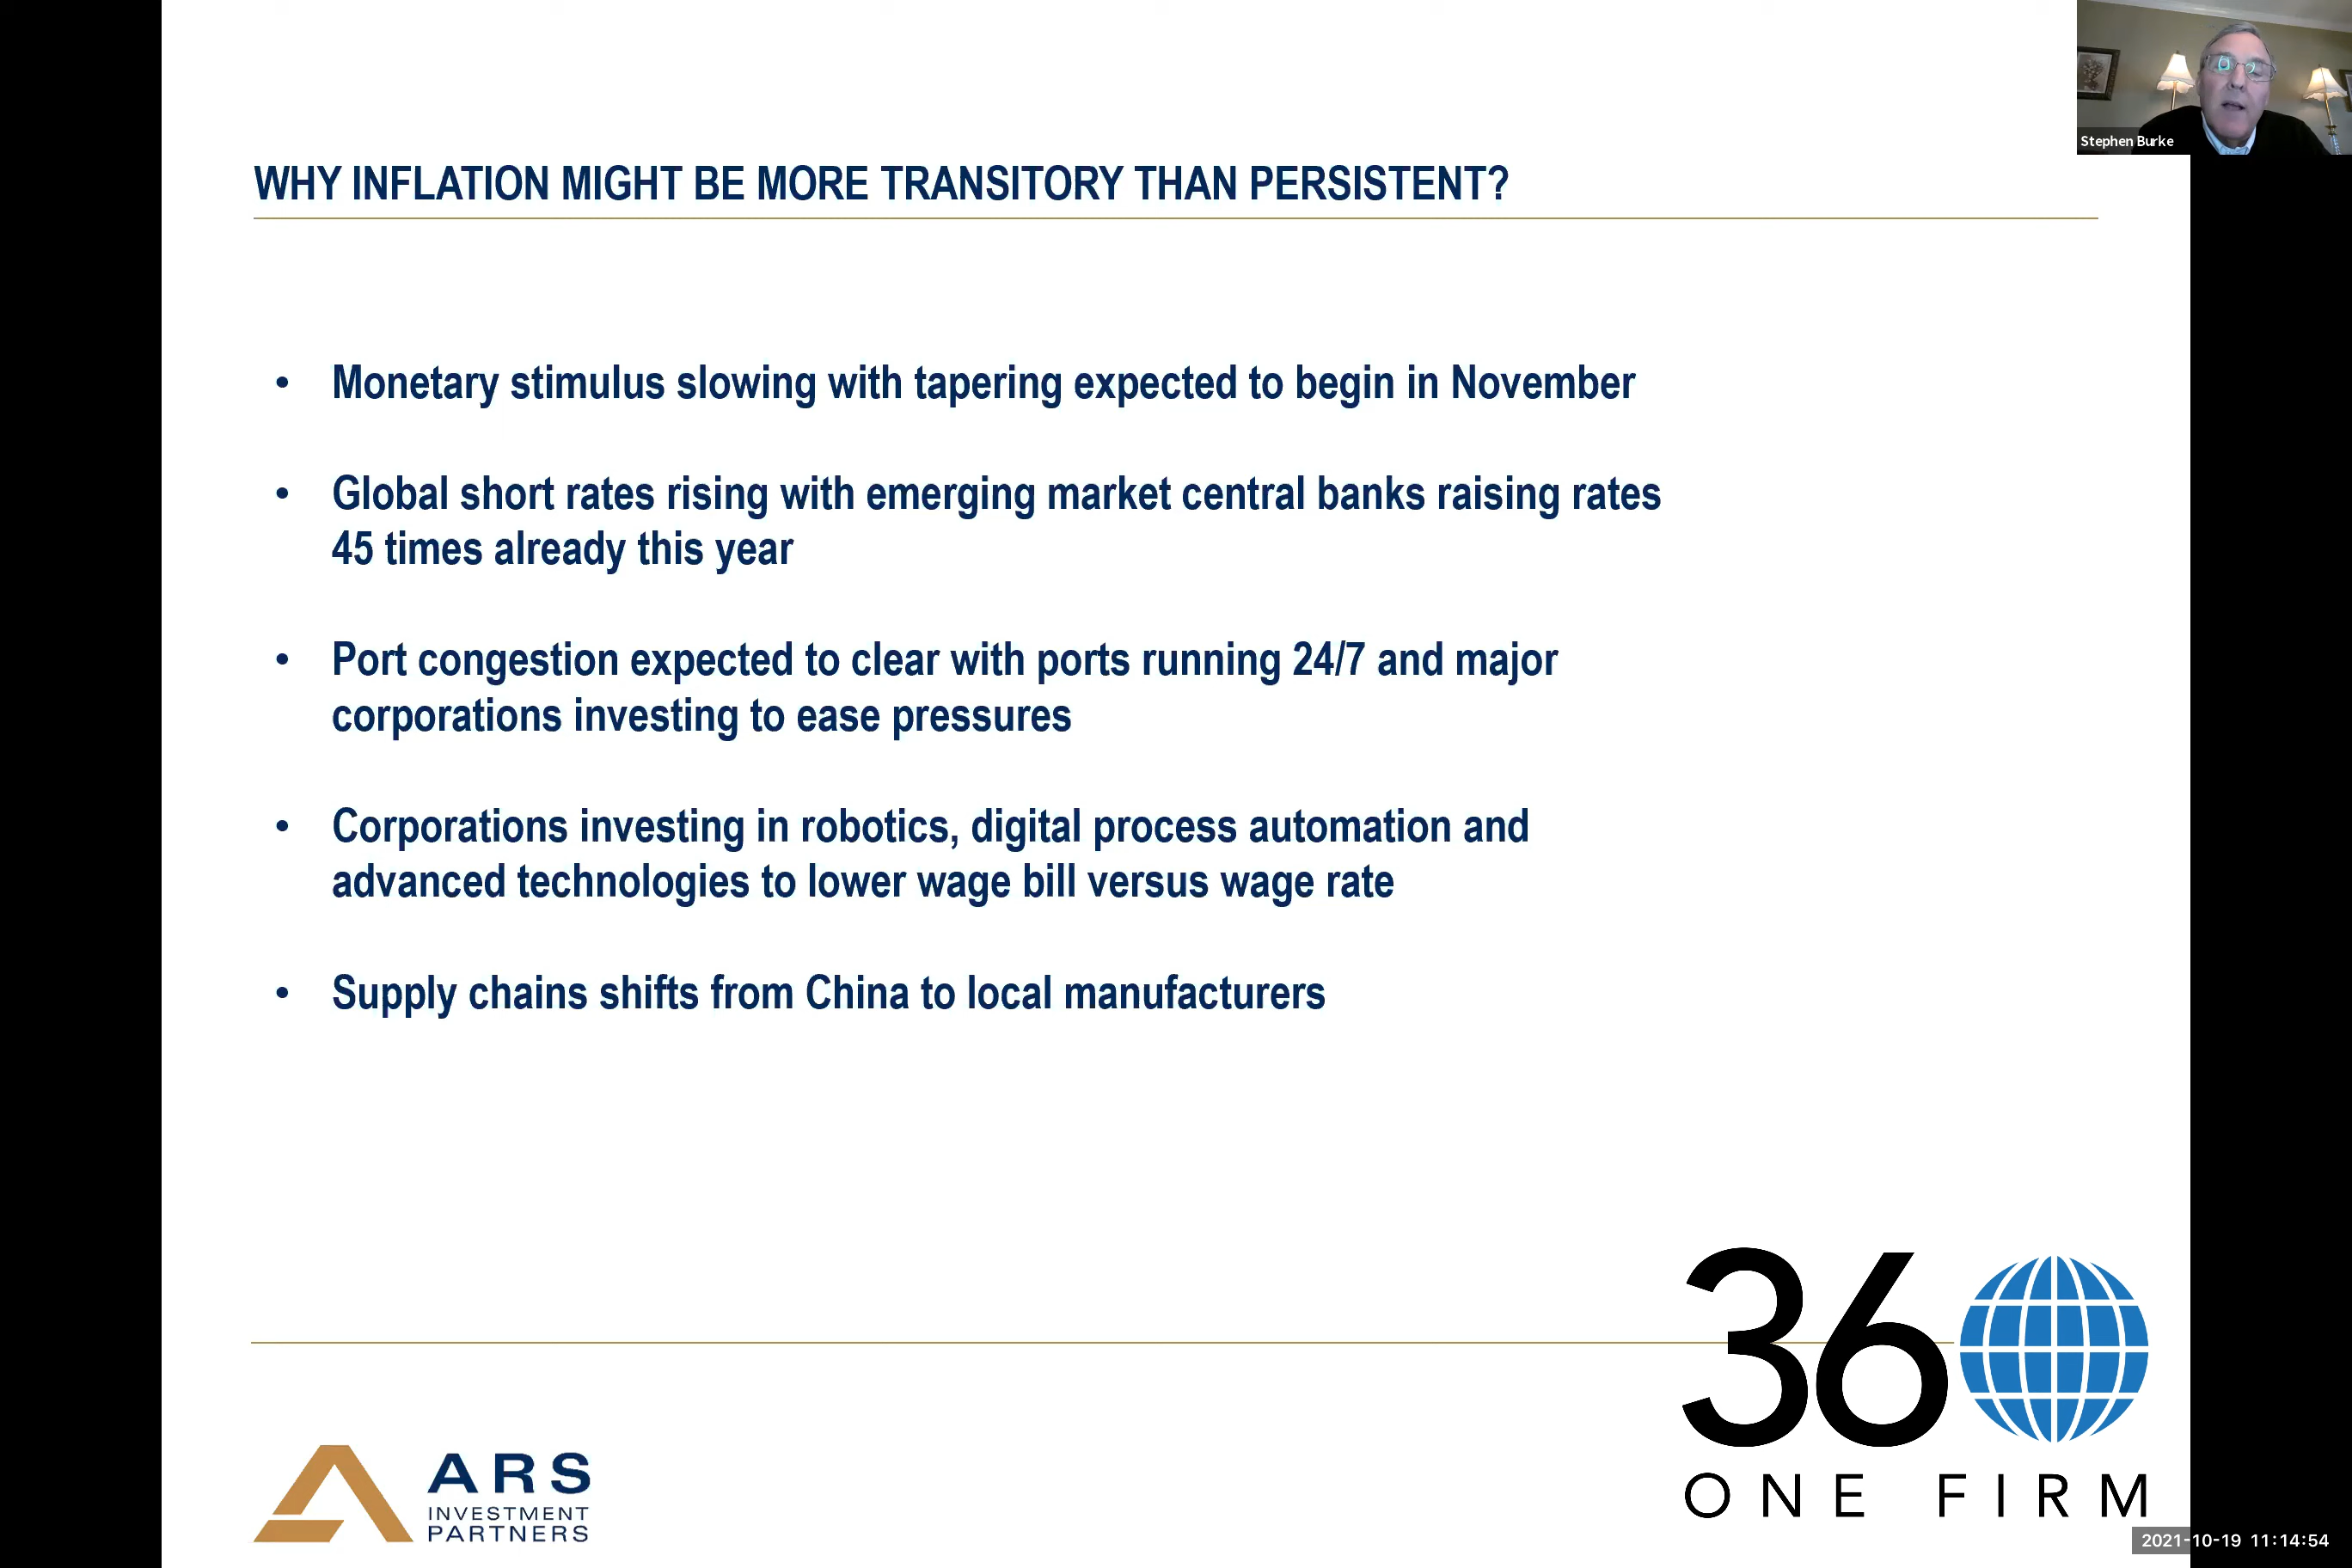 Stephen Burke
WHY INFLATION MIGHT BE MORE TRANSITORY THAN PERSISTENT?
• Monetary stimulus slowing with tapering expected to begin in November
• Global short rates rising with emerging market central banks raising rates
45 times already this year
• Port congestion expected to clear with ports running 24/7 and major
corporations investing to ease pressures
• Corporations investing in robotics, digital process automation and
advanced technologies to lower wage bill versus wage rate
• Supply chains shifts from China to local manufacturers
ARS
INVESTMENT
PARTNERS
36
ONE FIRM
2021-10-19 11:14:54